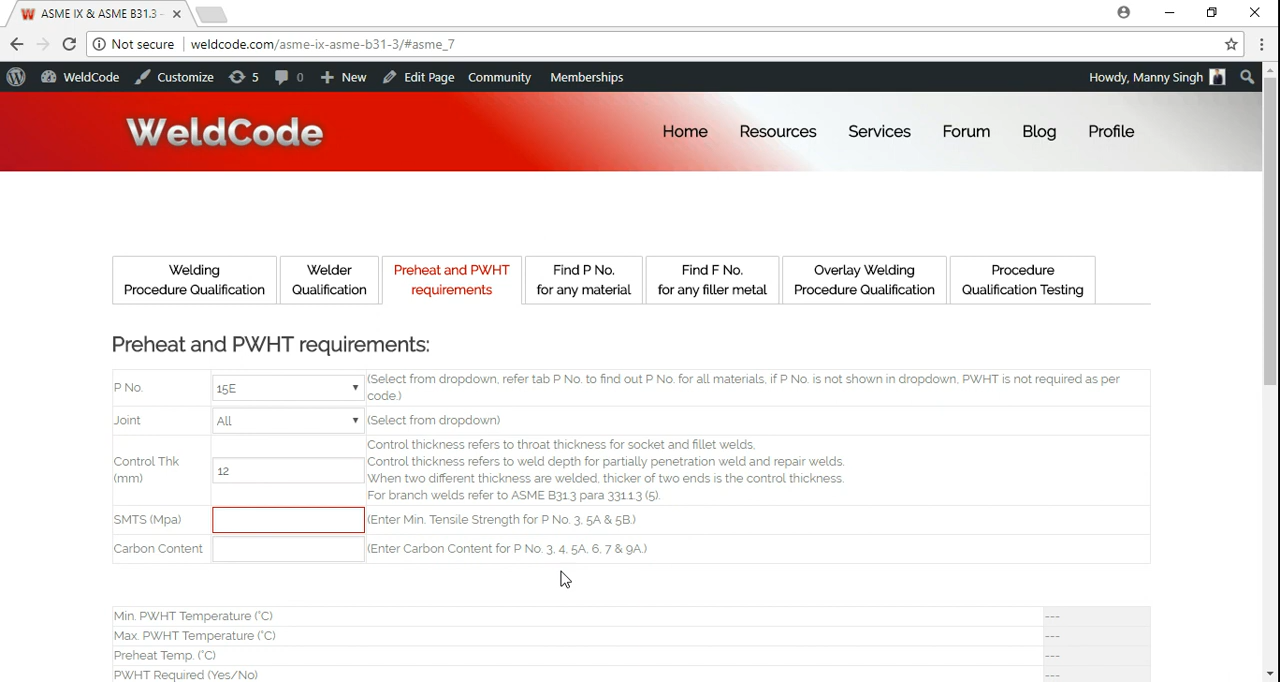 ASME IX & ASME B31.3 -
Not secure | weldcode.com/asme-ix-asme-b31-3/#asme_7
WeldCode Customize 5 0 New Edit Page Community Memberships Howdy, Manny Singh
WeldCode
Home Resources Services Forum Blog Profile
Welding Procedure Qualification
Welder Qualification
Preheat and PWHT requirements
Find P No. for any material
Find F No. for any filler metal
Overlay Welding Procedure Qualification
Procedure Qualification Testing
Preheat and PWHT requirements:
P No. 15E (Select from dropdown, refer tab P No. to find out P No. for all materials, if P No. is not shown in dropdown, PWHT is not required as per
code.)
Joint All (Select from dropdown)
Control Thk (mm) 12
Control thickness refers to throat thickness for socket and fillet welds,
Control thickness refers to weld depth for partially penetration weld and repair welds.
When two different thickness are welded, thicker of two ends is the control thickness.
For branch welds refer to ASME B31.3 para 331.1.3 (5).
SMTS (Mpa) (Enter Min. Tensile Strength for P No. 3, 5A & 5B.)
Carbon Content (Enter Carbon Content for P No. 3, 4, 5A, 6, 7 & 9A.)
Min. PWHT Temperature (°C) ---
Max. PWHT Temperature (°C) ---
Preheat Temp. (°C) ---
PWHT Required (Yes/No) ---